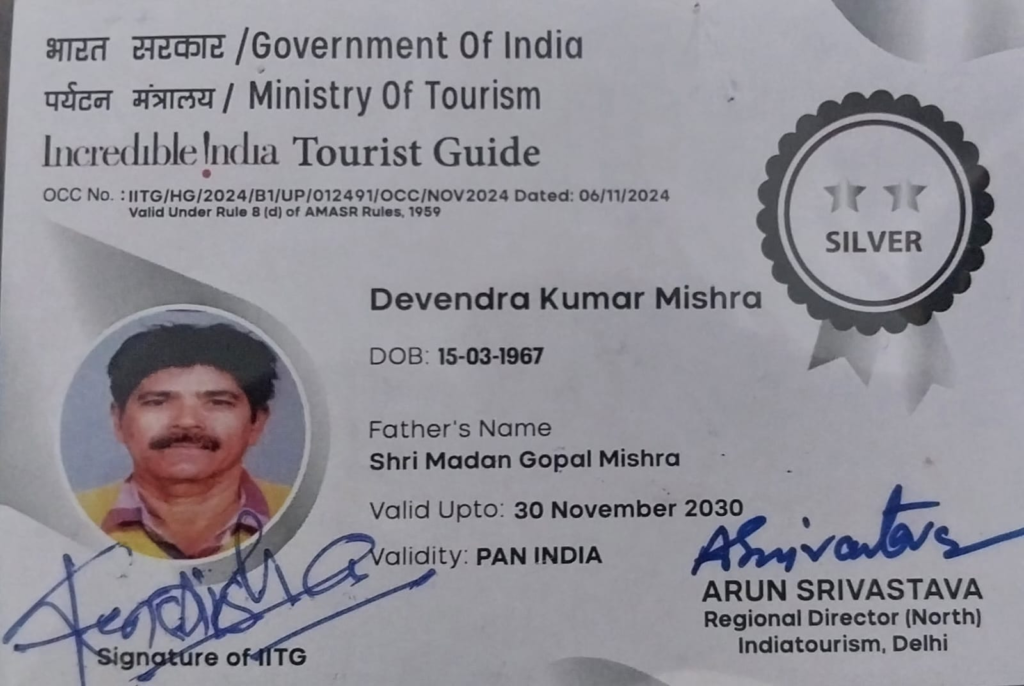 भारत सरकार /Government Of India
पर्यटन मंत्रालय / Ministry Of Tourism
Incredible !ndia Tourist Guide
OCC No. : IITG/HG/2024/B1/UP/012491/OCC/NOV2024 Dated: 06/11/2024
Valid Under Rule 8 (d) of AMASR Rules, 1959
SILVER
Devendra Kumar Mishra
DOB: 15-03-1967
Father's Name
Shri Madan Gopal Mishra
Valid Upto: 30 November 2030
Validity: PAN INDIA
ASrivastava
ARUN SRIVASTAVA
Regional Director (North)
Indiatourism, Delhi
Signature of IITG